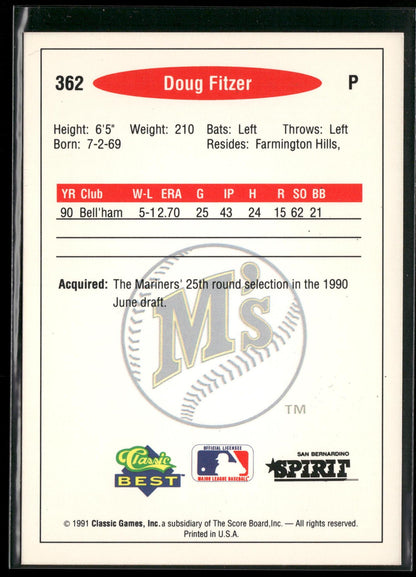 362 Doug Fitzer P
Height: 6'5" Weight: 210 Bats: Left Throws: Left
Born: 7-2-69 Resides: Farmington Hills,
YR Club W-L ERA G IP H R SO BB
90 Bell'ham 5-1 2.70 25 43 24 15 62 21
Acquired: The Mariners' 25th round selection in the 1990
June draft.
M's
TM
Classic
BEST
OFFICIAL LICENSEE
MAJOR LEAGUE BASEBALL
SAN BERNARDINO
SPIRIT
© 1991 Classic Games, Inc. a subsidiary of The Score Board, Inc. — All rights reserved.
Printed in U.S.A.